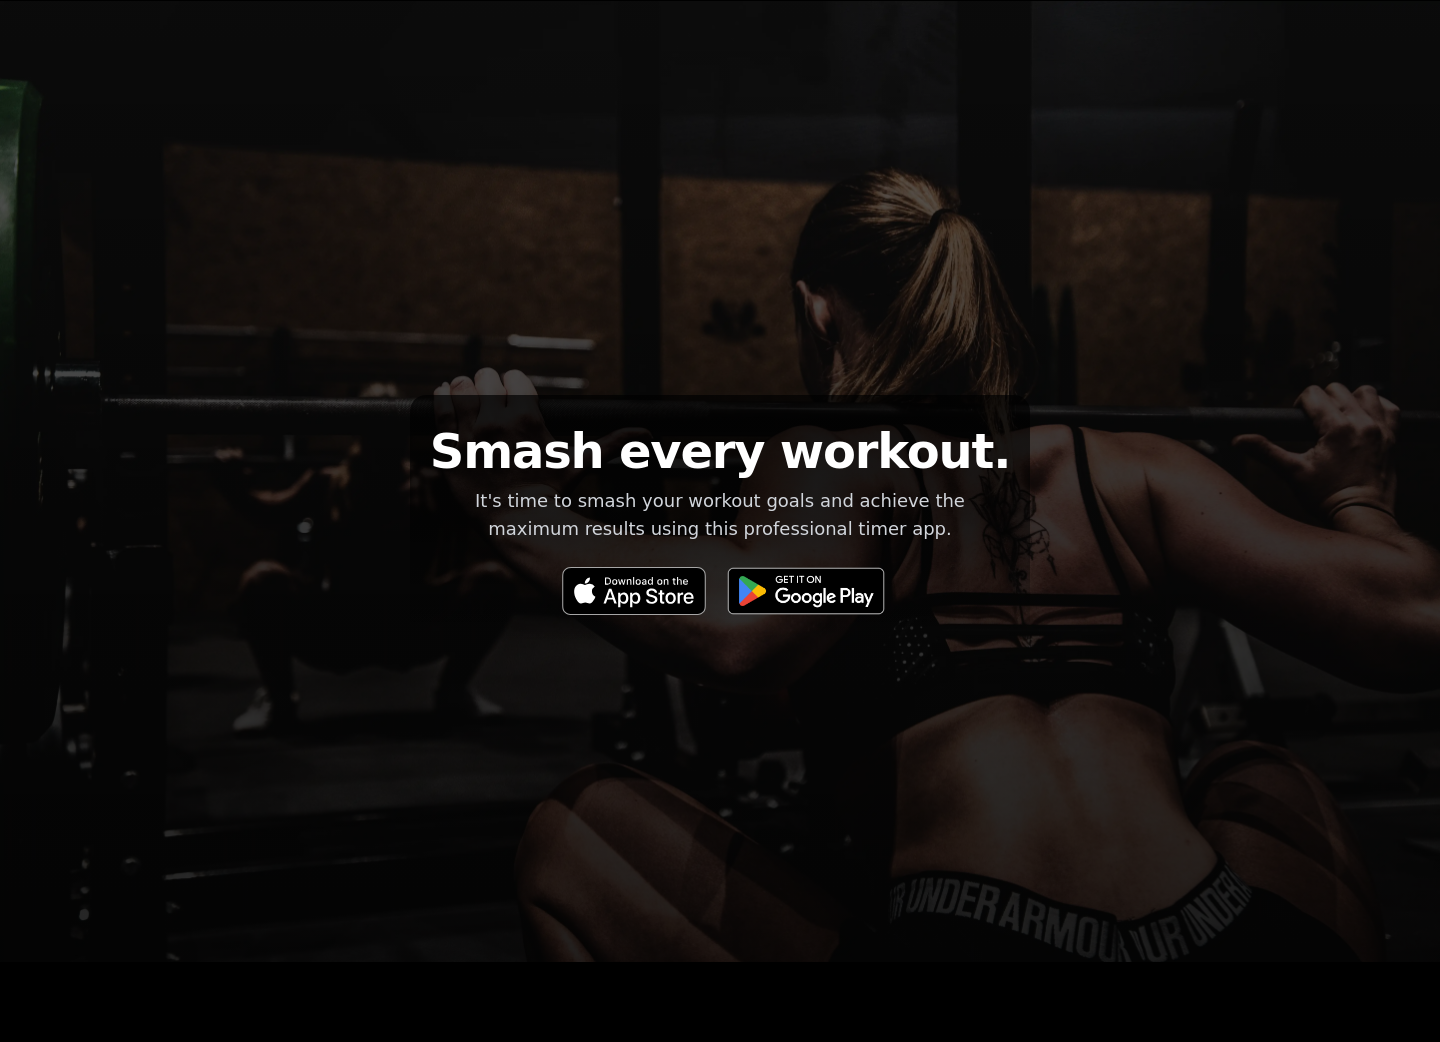 Smash every workout.
It's time to smash your workout goals and achieve the
maximum results using this professional timer app.
Download on the
App Store
GET IT ON
Google Play
UNDER ARMOUR UNDER